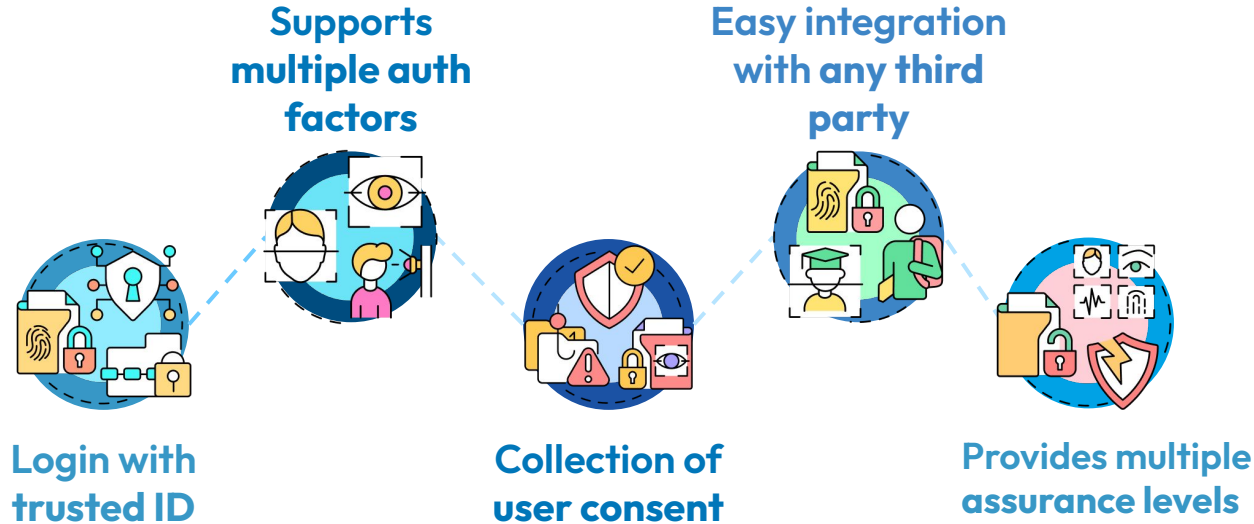 Supports
multiple auth
factors
Easy integration
with any third
party
Login with
trusted ID
Collection of
user consent
Provides multiple
assurance levels